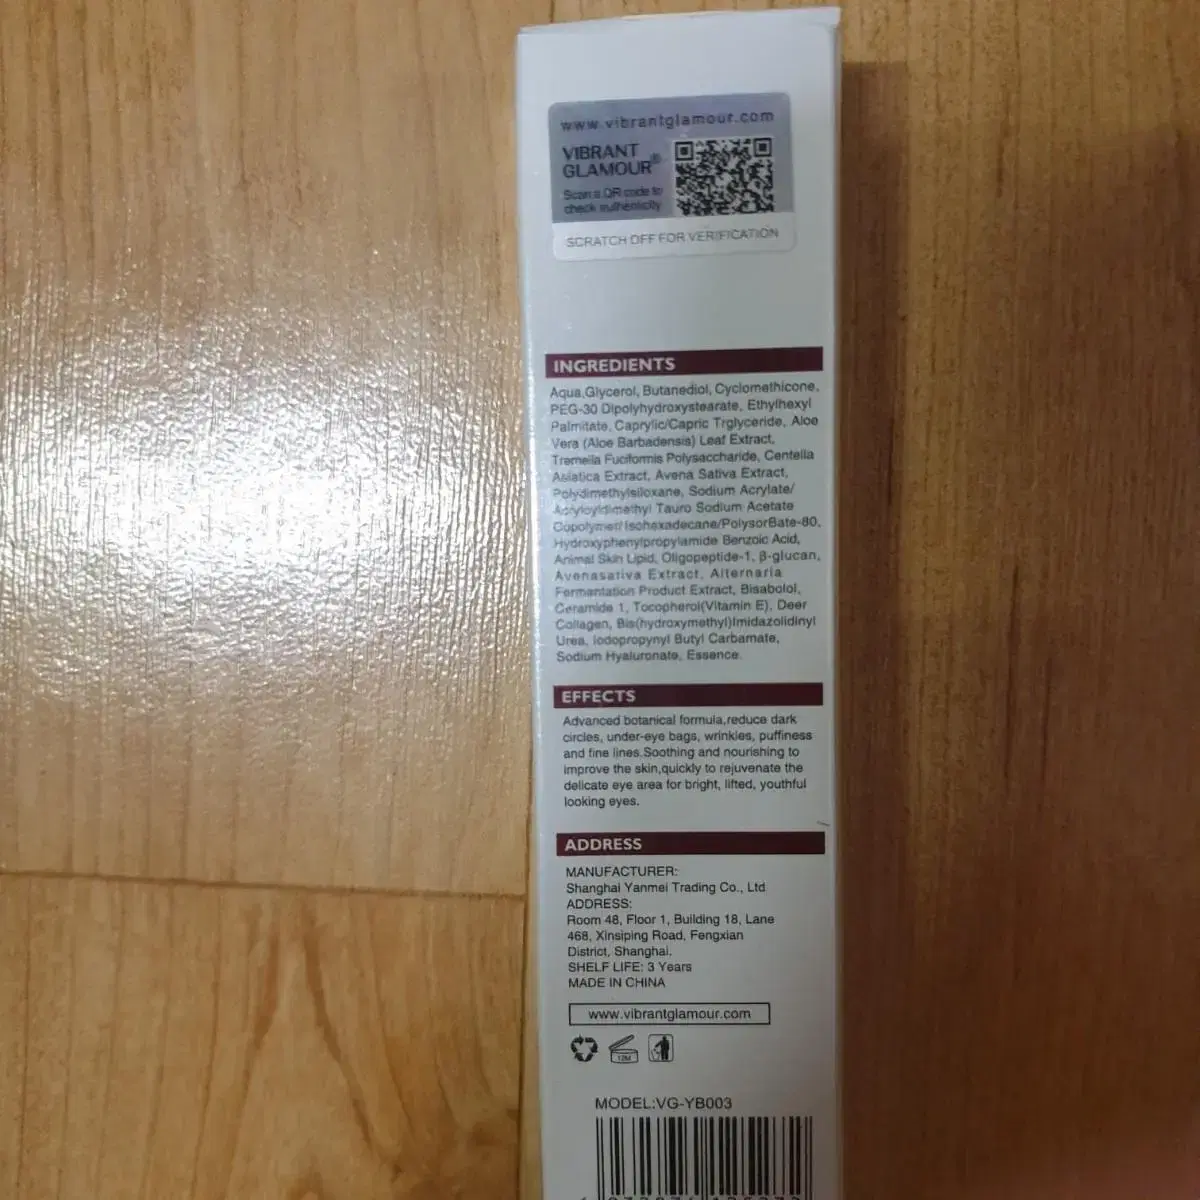 www.vibrantglamour.com
VIBRANT
GLAMOUR®
Scan a QR code to
check authenticity
SCRATCH OFF FOR VERIFICATION
INGREDIENTS
Aqua,Glycerol, Butanediol, Cyclomethicone,
PEG-30 Dipolyhydroxystearate, Ethylhexyl
Palmitate, Caprylic/Capric Trglyceride, Aloe
Vera (Aloe Barbadensis) Leaf Extract,
Tremella Fuciformis Polysaccharide, Centella
Asiatica Extract, Avena Sativa Extract,
Polydimethylsiloxane, Sodium Acrylate/
Acryloyldimethyl Tauro Sodium Acetate
Copolymer/ Isohexadecane/PolysorBate-80,
Hydroxyphenylpropylamide Benzoic Acid,
Animal Skin Lipid, Oligopeptide-1, β-glucan,
Avenasativa Extract, Alternaria
Fermentation Product Extract, Bisabolol,
Ceramide 1, Tocopherol(Vitamin E), Deer
Collagen, Bis(hydroxymethyl)Imidazolidinyl
Urea, Iodopropynyl Butyl Carbamate,
Sodium Hyaluronate, Essence.
EFFECTS
Advanced botanical formula,reduce dark
circles, under-eye bags, wrinkles, puffiness
and fine lines.Soothing and nourishing to
improve the skin,quickly to rejuvenate the
delicate eye area for bright, lifted, youthful
looking eyes.
ADDRESS
MANUFACTURER:
Shanghai Yanmei Trading Co., Ltd
ADDRESS:
Room 48, Floor 1, Building 18, Lane
468, Xinsiping Road, Fengxian
District, Shanghai.
SHELF LIFE: 3 Years
MADE IN CHINA
www.vibrantglamour.com
12M
MODEL:VG-YB003